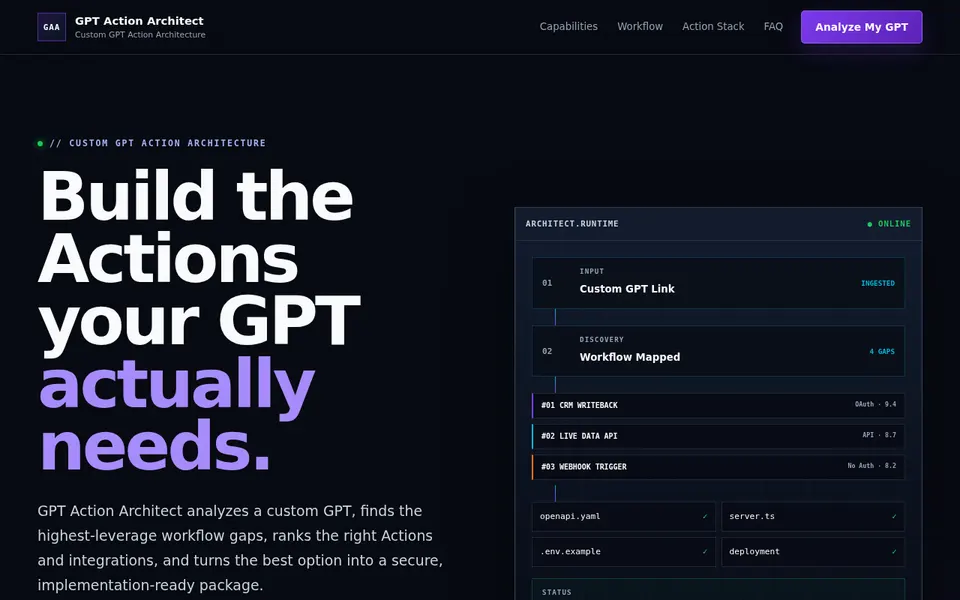 GAA
GPT Action Architect
Custom GPT Action Architecture
Capabilities
Workflow
Action Stack
FAQ
Analyze My GPT
// CUSTOM GPT ACTION ARCHITECTURE
Build the
Actions
your GPT
actually
needs.
GPT Action Architect analyzes a custom GPT, finds the
highest-leverage workflow gaps, ranks the right Actions
and integrations, and turns the best option into a secure,
implementation-ready package.
ARCHITECT.RUNTIME
● ONLINE
01
INPUT
Custom GPT Link
INGESTED
02
DISCOVERY
Workflow Mapped
4 GAPS
#01 CRM WRITEBACK
OAuth · 9.4
#02 LIVE DATA API
API · 8.7
#03 WEBHOOK TRIGGER
No Auth · 8.2
openapi.yaml ✓
server.ts ✓
.env.example ✓
deployment ✓
STATUS